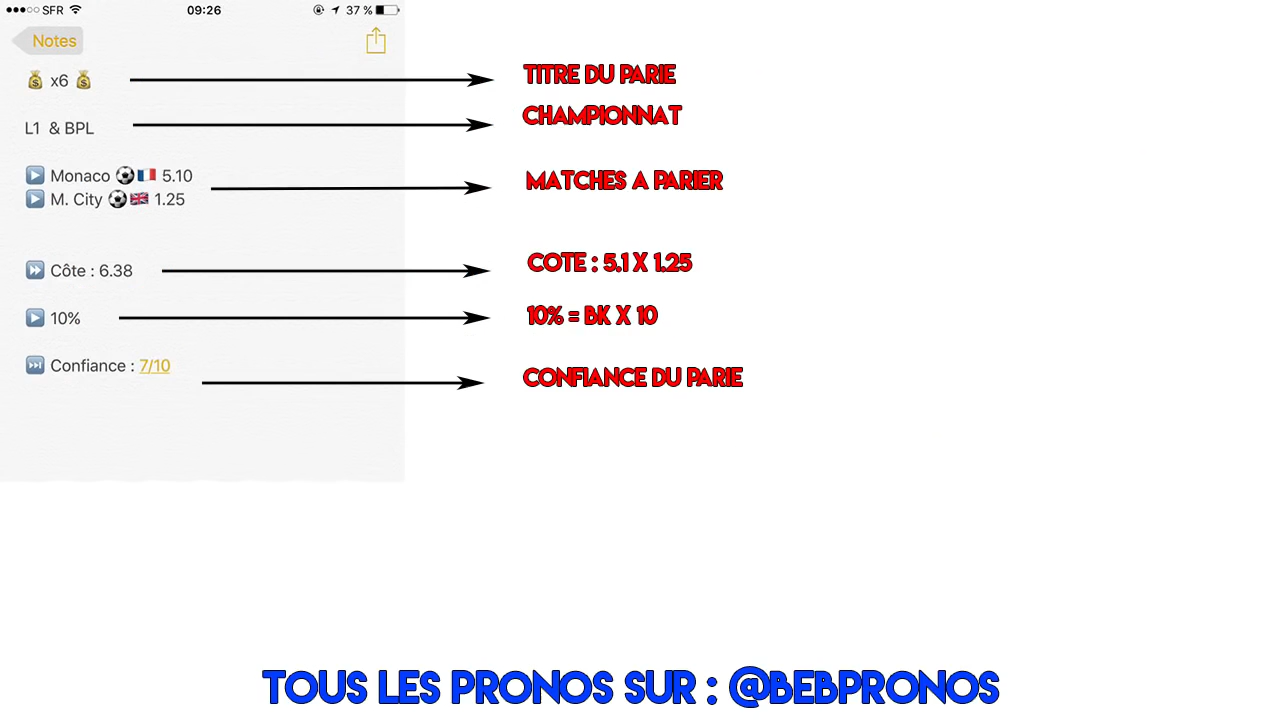 SFR 09:26 37 %
Notes
x6 TITRE DU PARIE
L1 & BPL CHAMPIONNAT
Monaco 5.10
M. City 1.25
MATCHES A PARIER
Côte : 6.38 COTE : 5.1 X 1.25
10% 10% = BK X 10
Confiance : 7/10 CONFIANCE DU PARIE
TOUS LES PRONOS SUR : @BEBPRONOS